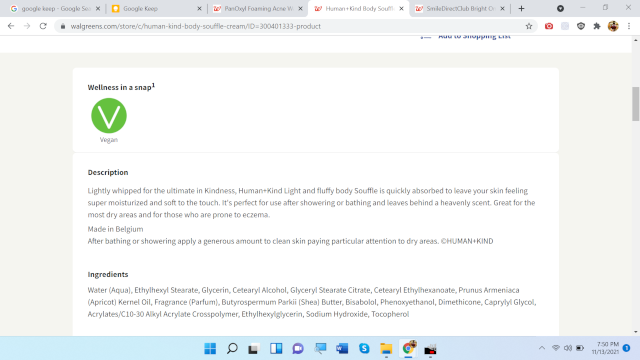 google keep - Google Sea
Google Keep
PanOxyl Foaming Acne W
Human+Kind Body Souffle
SmileDirectClub Bright On
walgreens.com/store/c/human-kind-body-souffle-cream/ID=300401333-product
Add to Shopping List
Wellness in a snap1
V
Vegan
Description
Lightly whipped for the ultimate in Kindness, Human+Kind Light and fluffy body Souffle is quickly absorbed to leave your skin feeling
super moisturized and soft to the touch. It's perfect for use after showering or bathing and leaves behind a heavenly scent. Great for the
most dry areas and for those who are prone to eczema.
Made in Belgium
After bathing or showering apply a generous amount to clean skin paying particular attention to dry areas. ©HUMAN+KIND
Ingredients
Water (Aqua), Ethylhexyl Stearate, Glycerin, Cetearyl Alcohol, Glyceryl Stearate Citrate, Cetearyl Ethylhexanoate, Prunus Armeniaca
(Apricot) Kernel Oil, Fragrance (Parfum), Butyrospermum Parkii (Shea) Butter, Bisabolol, Phenoxyethanol, Dimethicone, Caprylyl Glycol,
Acrylates/C10-30 Alkyl Acrylate Crosspolymer, Ethylhexylglycerin, Sodium Hydroxide, Tocopherol
7:50 PM
11/13/2021